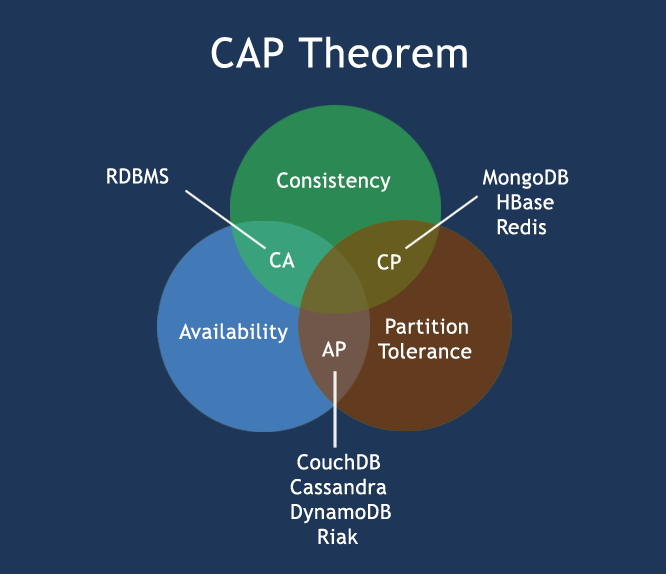 CAP Theorem
Consistency
RDBMS
MongoDB
HBase
Redis
CA
CP
Availability
Partition
Tolerance
AP
CouchDB
Cassandra
DynamoDB
Riak